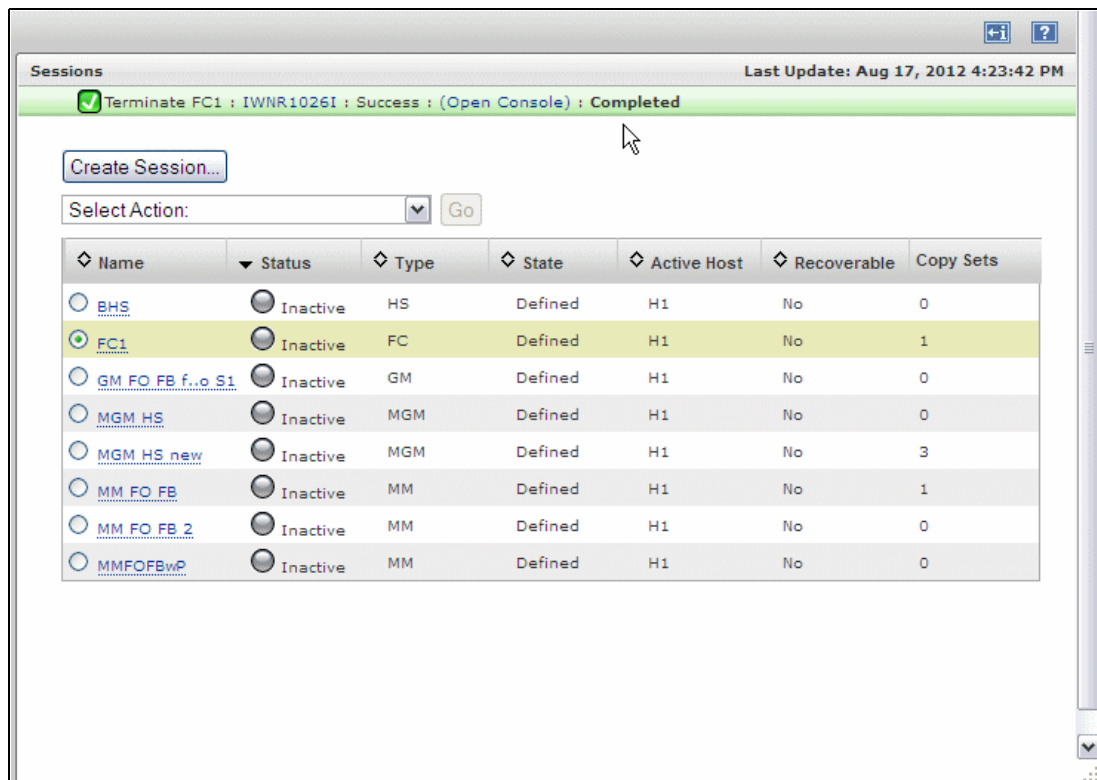 Sessions Last Update: Aug 17, 2012 4:23:42 PM
Terminate FC1 : IWNR1026I : Success : (Open Console) : Completed
Create Session...
Select Action: Go
Name Status Type State Active Host Recoverable Copy Sets
BHS Inactive HS Defined H1 No 0
FC1 Inactive FC Defined H1 No 1
GM FO FB f..o S1 Inactive GM Defined H1 No 0
MGM HS Inactive MGM Defined H1 No 0
MGM HS new Inactive MGM Defined H1 No 3
MM FO FB Inactive MM Defined H1 No 1
MM FO FB 2 Inactive MM Defined H1 No 0
MMFOFBwP Inactive MM Defined H1 No 0